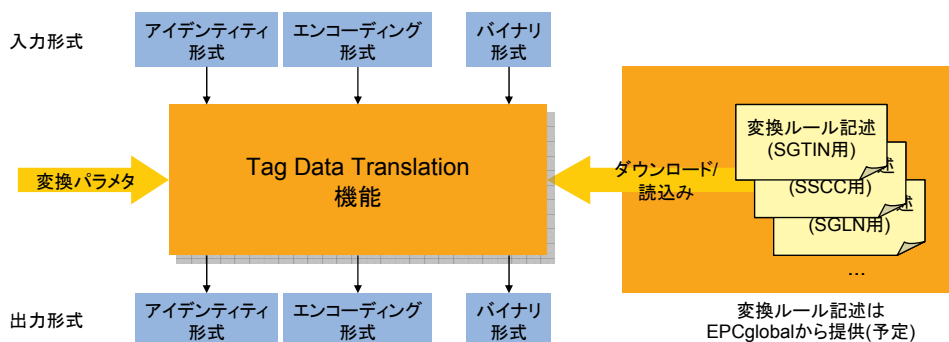 入力形式
アイデンティティ
形式
エンコーディング
形式
バイナリ
形式
変換パラメタ
Tag Data Translation
機能
ダウンロード/
読込み
変換ルール記述
(SGTIN用)
述
(SSCC用)
述
(SGLN用)
...
出力形式
アイデンティティ
形式
エンコーディング
形式
バイナリ
形式
変換ルール記述は
EPCglobalから提供(予定)